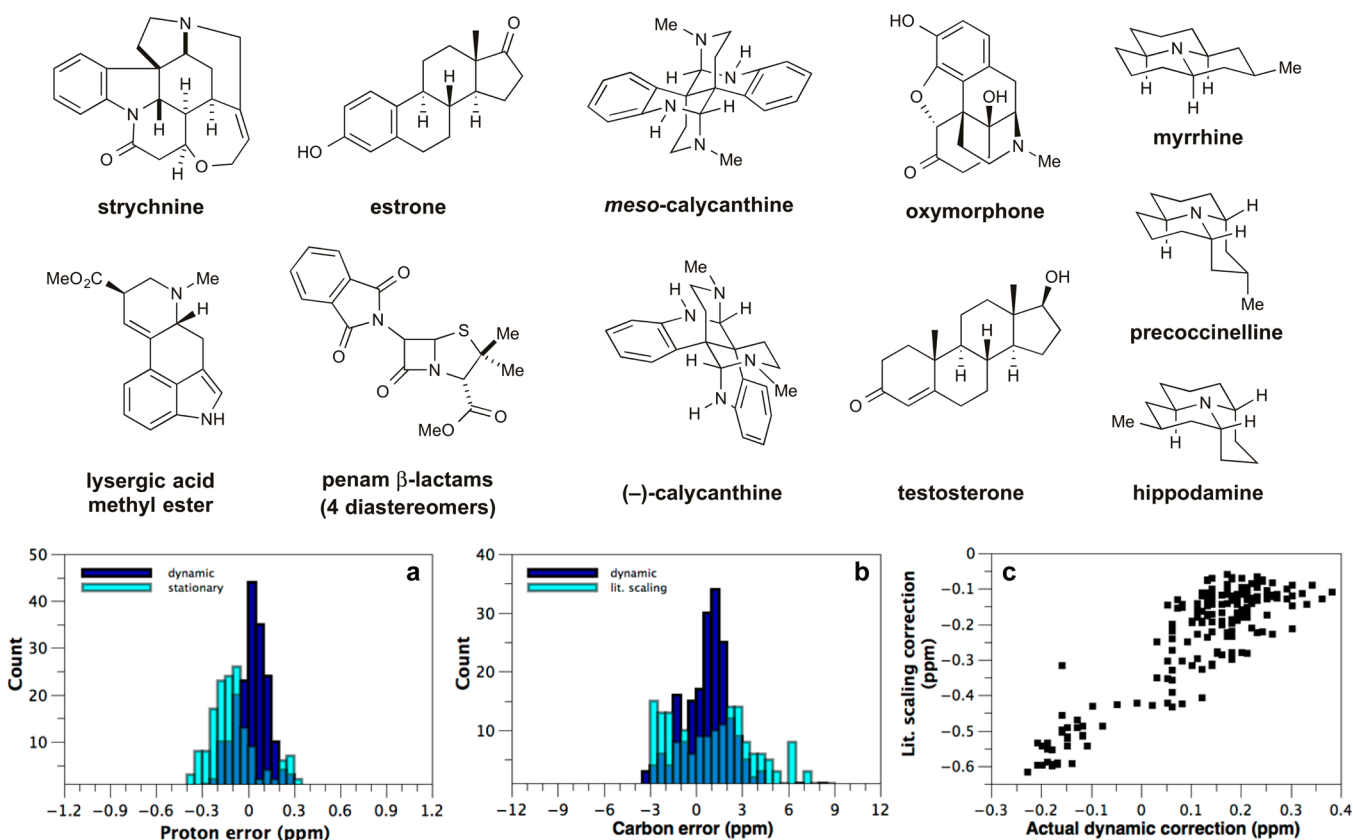 N
H
N
H
H
O
O
H
strychnine
O
H
H
H
HO
estrone
Me
N
H
H
N
N
H
H
N
Me
meso-calycanthine
HO
O
OH
N
Me
O
oxymorphone
N
H
H
H
Me
myrrhine
N
H
H
H
Me
precoccinelline
MeO2C
N
Me
H
NH
lysergic acid
methyl ester
O
N
O
S
Me
Me
O
N
O
MeO
penam β-lactams
(4 diastereomers)
Me
H
N
N
H
H
N
Me
N
H
(–)-calycanthine
OH
H
H
H
O
testosterone
N
H
Me
H
H
hippodamine
50
40
30
20
10
Count
dynamic
stationary
a
−1.2
−0.9
−0.6
−0.3
0
0.3
0.6
0.9
1.2
Proton error (ppm)
40
30
20
10
Count
dynamic
lit. scaling
b
−12
−9
−6
−3
0
3
6
9
12
Carbon error (ppm)
c
0
−0.1
−0.2
−0.3
−0.4
−0.5
−0.6
Lit. scaling correction
(ppm)
−0.3
−0.2
−0.1
0
0.1
0.2
0.3
0.4
Actual dynamic correction (ppm)